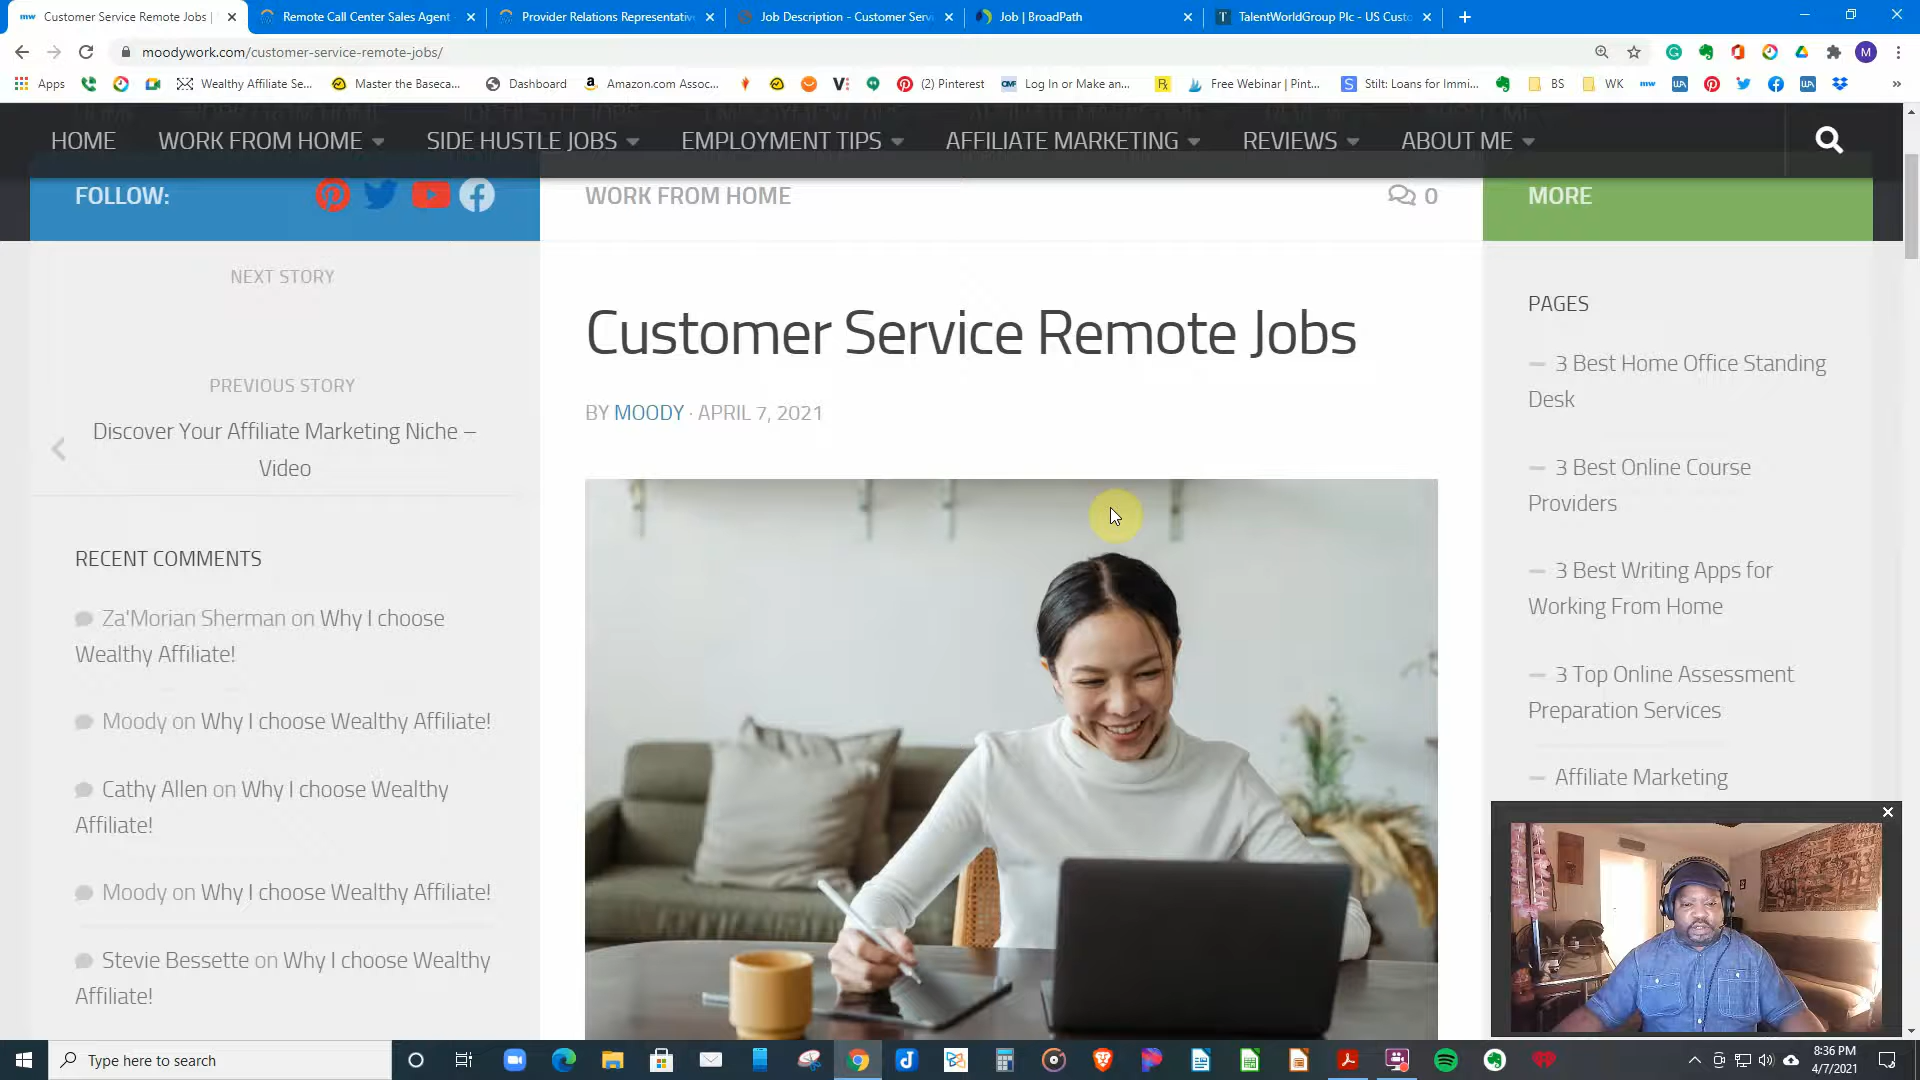 Customer Service Remote Jobs |
Remote Call Center Sales Agent
Provider Relations Representativ
Job Description - Customer Serv
Job | BroadPath
TalentWorldGroup Plc - US Custo
moodywork.com/customer-service-remote-jobs/
M
Apps
Wealthy Affiliate Se...
Master the Baseca...
Dashboard
Amazon.com Assoc...
(2) Pinterest
Log In or Make an...
Free Webinar | Pint...
Stilt: Loans for Immi...
BS
WK
»
HOME
WORK FROM HOME
SIDE HUSTLE JOBS
EMPLOYMENT TIPS
AFFILIATE MARKETING
REVIEWS
ABOUT ME
FOLLOW:
NEXT STORY
PREVIOUS STORY
Discover Your Affiliate Marketing Niche –
Video
RECENT COMMENTS
Za'Morian Sherman on Why I choose
Wealthy Affiliate!
Moody on Why I choose Wealthy Affiliate!
Cathy Allen on Why I choose Wealthy
Affiliate!
Moody on Why I choose Wealthy Affiliate!
Stevie Bessette on Why I choose Wealthy
Affiliate!
WORK FROM HOME
0
Customer Service Remote Jobs
BY MOODY · APRIL 7, 2021
MORE
PAGES
– 3 Best Home Office Standing
Desk
– 3 Best Online Course
Providers
– 3 Best Writing Apps for
Working From Home
– 3 Top Online Assessment
Preparation Services
– Affiliate Marketing
Type here to search
8:36 PM
4/7/2021